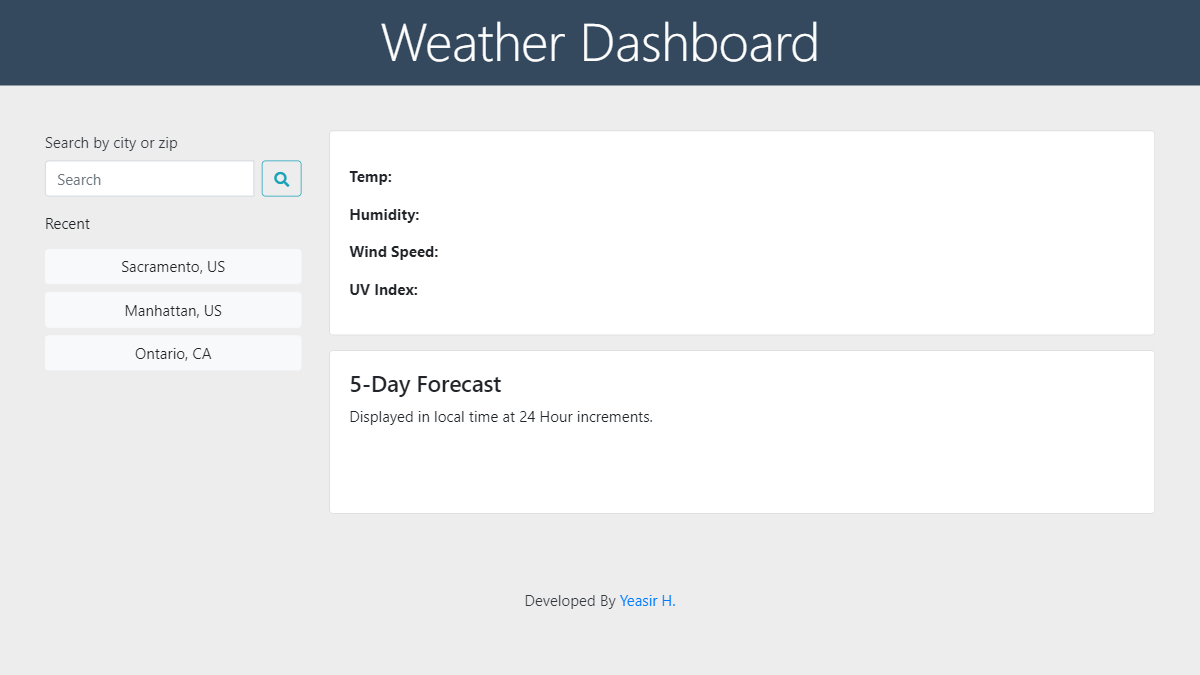 Weather Dashboard
Search by city or zip
Search
Recent
Sacramento, US
Manhattan, US
Ontario, CA
Temp:
Humidity:
Wind Speed:
UV Index:
5-Day Forecast
Displayed in local time at 24 Hour increments.
Developed By Yeasir H.